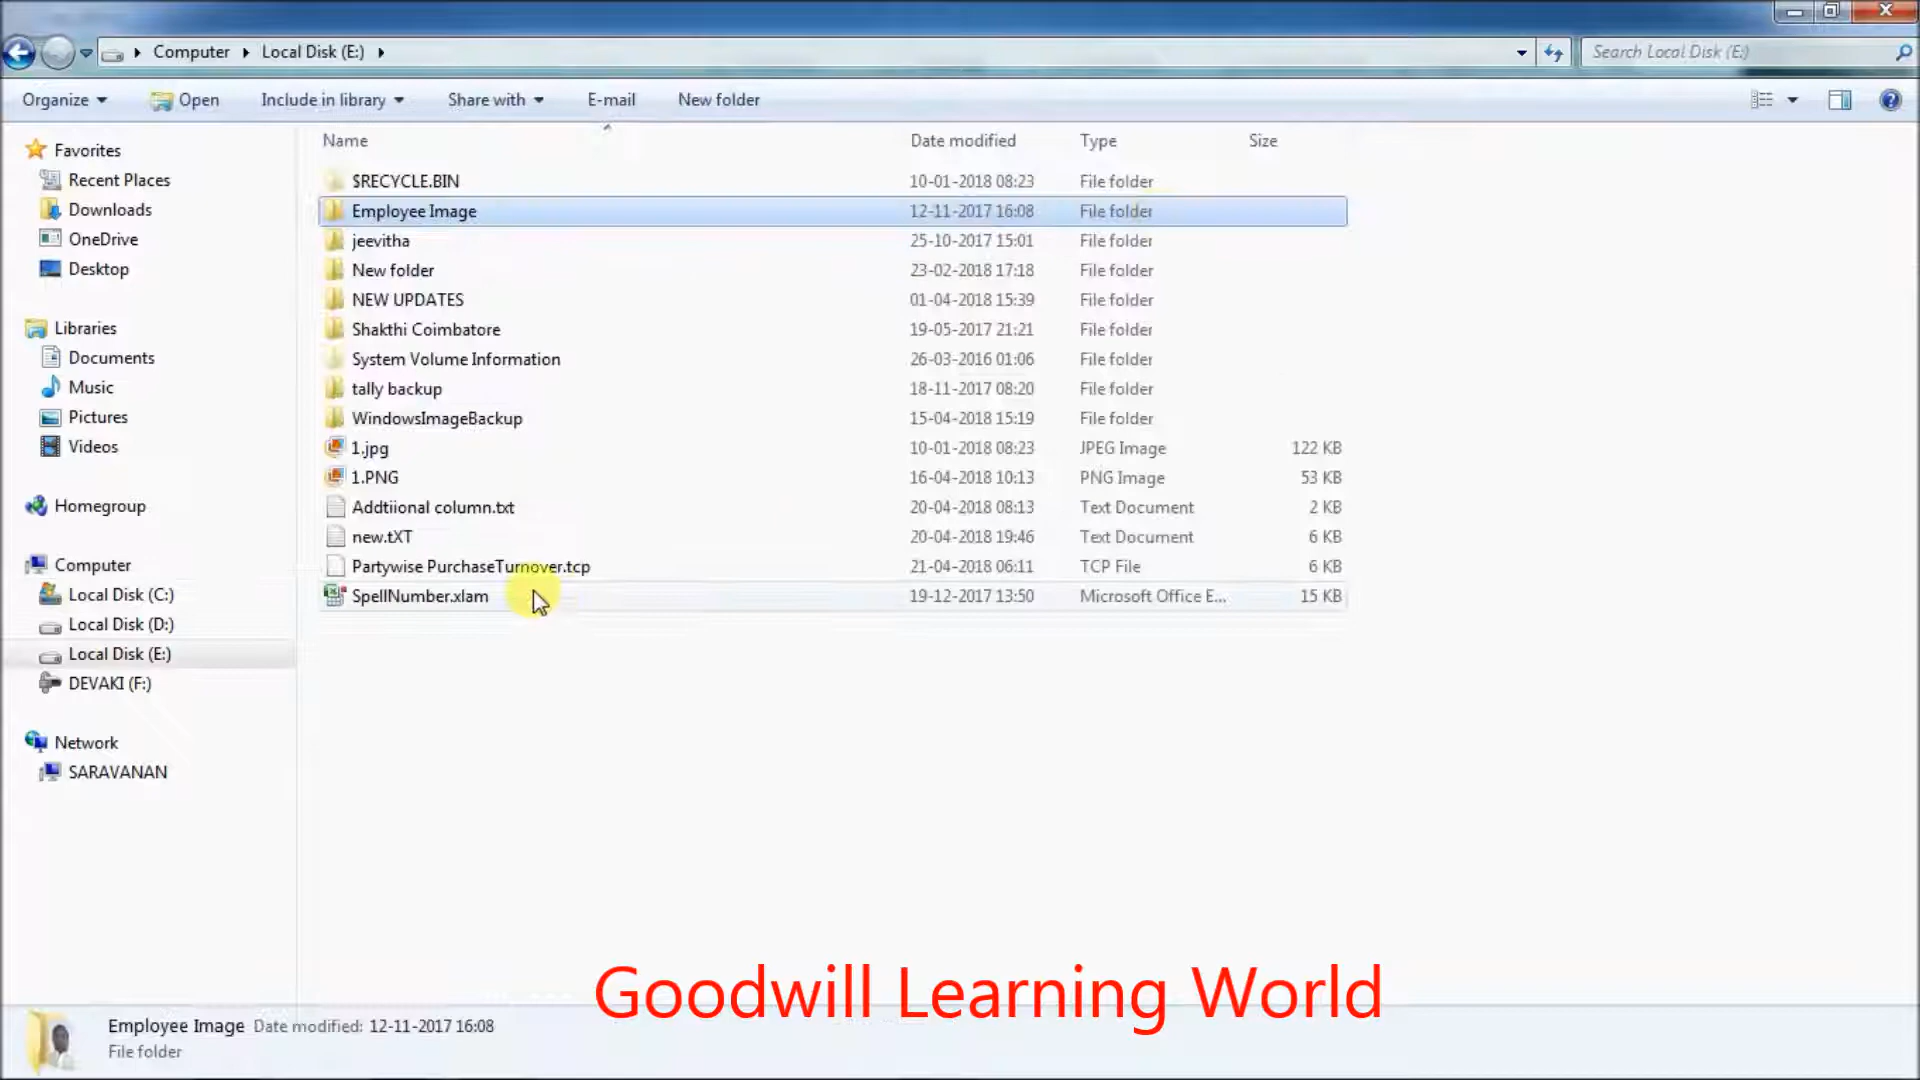 Computer Local Disk (E:)
Search Local Disk (E:)
Organize Open Include in library Share with E-mail New folder
Name Date modified Type Size
Favorites
Recent Places
Downloads
OneDrive
Desktop
Libraries
Documents
Music
Pictures
Videos
Homegroup
Computer
Local Disk (C:)
Local Disk (D:)
Local Disk (E:)
DEVAKI (F:)
Network
SARAVANAN
$RECYCLE.BIN 10-01-2018 08:23 File folder
Employee Image 12-11-2017 16:08 File folder
jeevitha 25-10-2017 15:01 File folder
New folder 23-02-2018 17:18 File folder
NEW UPDATES 01-04-2018 15:39 File folder
Shakthi Coimbatore 19-05-2017 21:21 File folder
System Volume Information 26-03-2016 01:06 File folder
tally backup 18-11-2017 08:20 File folder
WindowsImageBackup 15-04-2018 15:19 File folder
1.jpg 10-01-2018 08:23 JPEG Image 122 KB
1.PNG 16-04-2018 10:13 PNG Image 53 KB
Addtiional column.txt 20-04-2018 08:13 Text Document 2 KB
new.tXT 20-04-2018 19:46 Text Document 6 KB
Partywise PurchaseTurnover.tcp 21-04-2018 06:11 TCP File 6 KB
SpellNumber.xlam 19-12-2017 13:50 Microsoft Office E... 15 KB
Goodwill Learning World
Employee Image Date modified: 12-11-2017 16:08
File folder